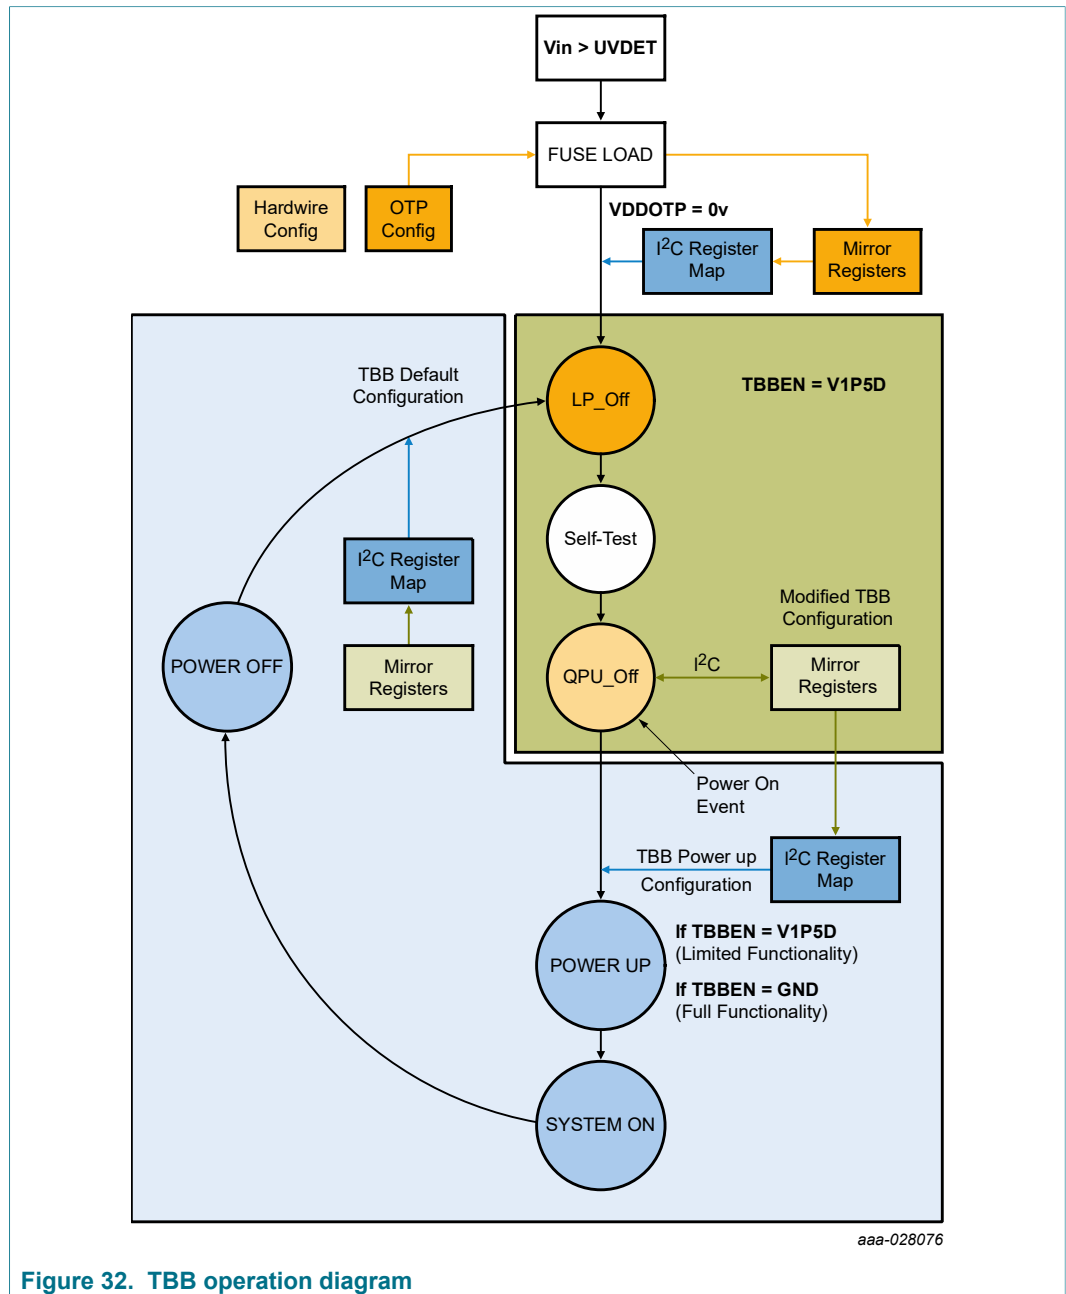 Vin > UVDET
FUSE LOAD
VDDOTP = 0v
Hardwire
Config
OTP
Config
I2C Register
Map
Mirror
Registers
TBB Default
Configuration
LP_Off
TBBEN = V1P5D
Self-Test
I2C Register
Map
Modified TBB
Configuration
POWER OFF
Mirror
Registers
QPU_Off
I2C
Mirror
Registers
Power On
Event
TBB Power up
Configuration
I2C Register
Map
If TBBEN = V1P5D
(Limited Functionality)
POWER UP
If TBBEN = GND
(Full Functionality)
SYSTEM ON
aaa-028076
Figure 32. TBB operation diagram